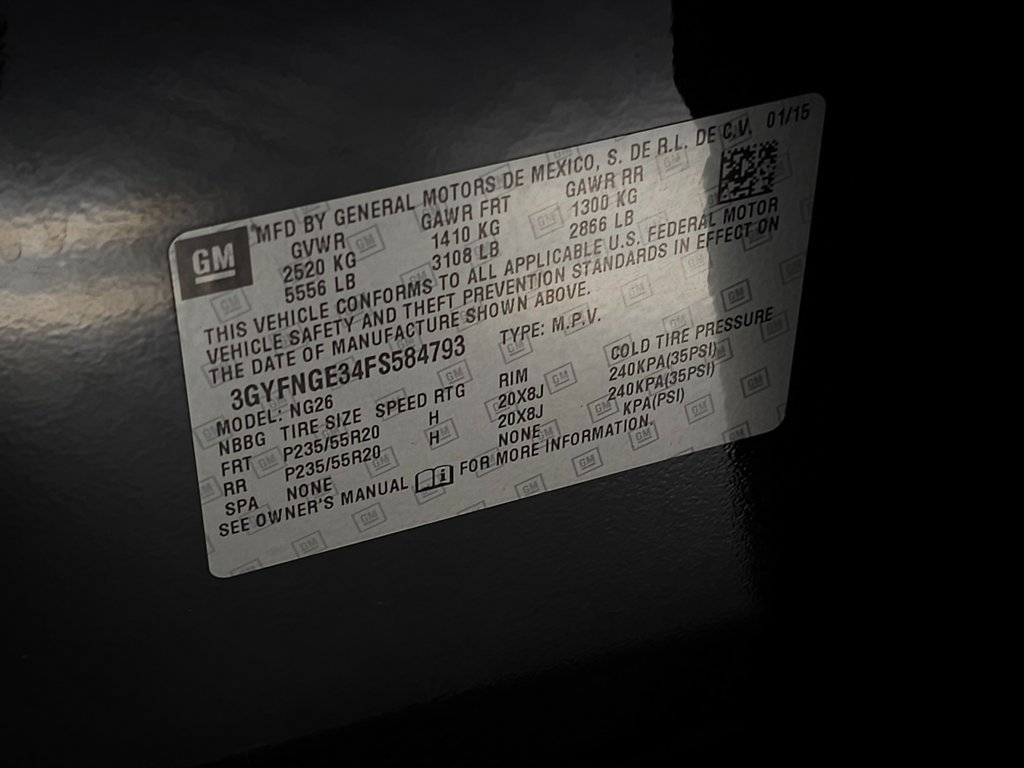 GM
MFD BY GENERAL MOTORS DE MEXICO, S. DE R.L. DE C.V. 01/15
GVWR GAWR FRT GAWR RR
2520 KG 1410 KG 1300 KG
5556 LB 3108 LB 2866 LB
THIS VEHICLE CONFORMS TO ALL APPLICABLE U.S. FEDERAL MOTOR
VEHICLE SAFETY AND THEFT PREVENTION STANDARDS IN EFFECT ON
THE DATE OF MANUFACTURE SHOWN ABOVE.
3GYFNGE34FS584793 TYPE: M.P.V.
MODEL: NG26
NBBG TIRE SIZE SPEED RTG RIM COLD TIRE PRESSURE
FRT P235/55R20 H 20X8J 240KPA(35PSI)
RR P235/55R20 H 20X8J 240KPA(35PSI)
SPA NONE NONE KPA(PSI)
SEE OWNER'S MANUAL FOR MORE INFORMATION.